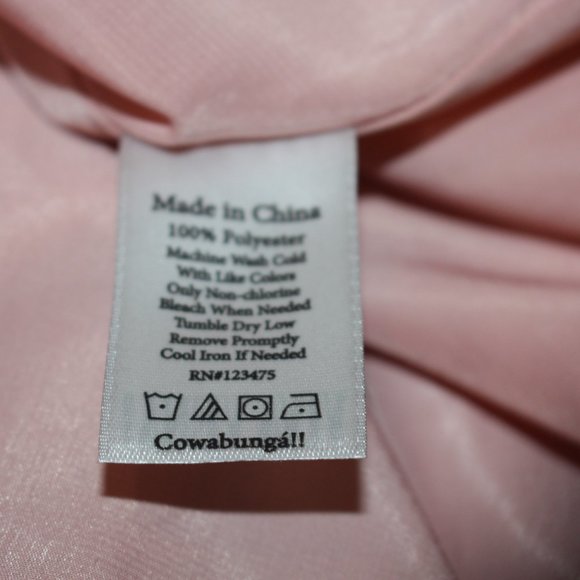 Made in China
100% Polyester
Machine Wash Cold
With Like Colors
Only Non-chlorine
Bleach When Needed
Tumble Dry Low
Remove Promptly
Cool Iron If Needed
RN#123475
Cowabungá!!